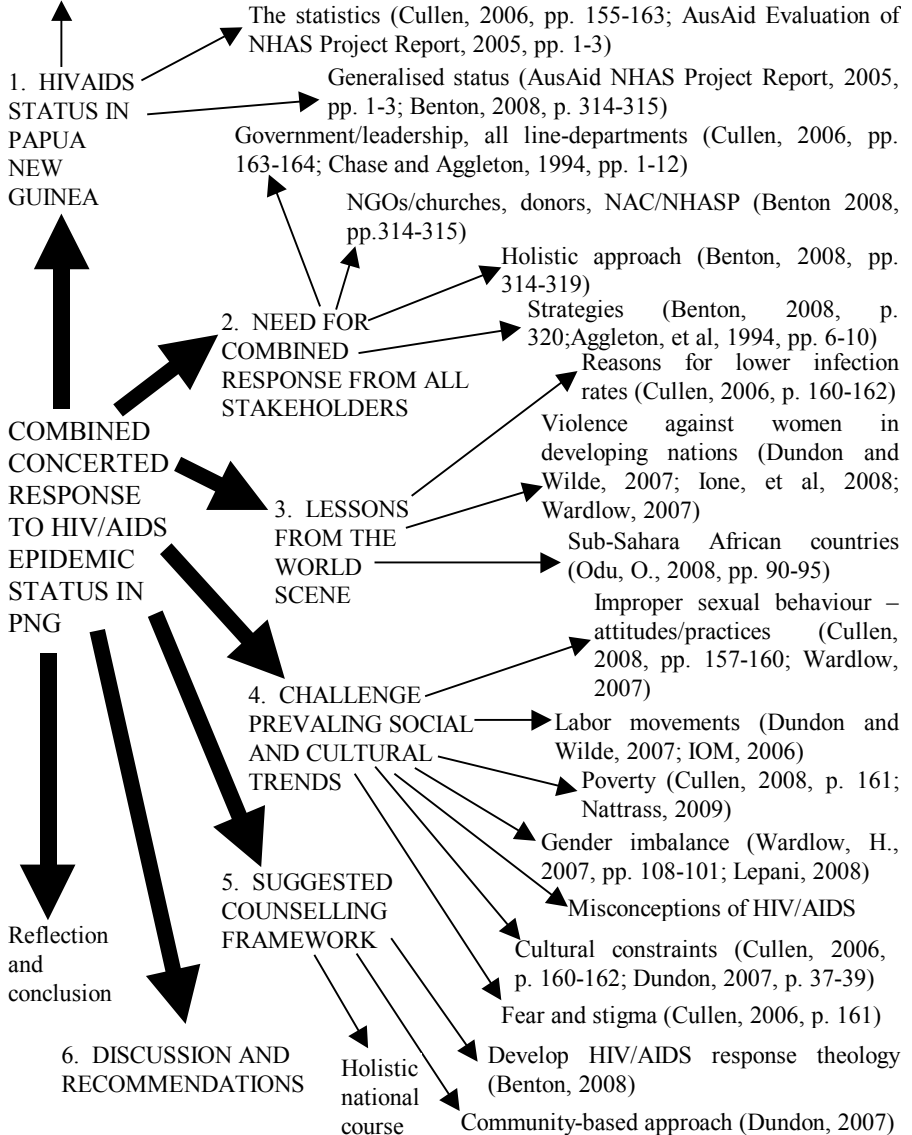 The statistics (Cullen, 2006, pp. 155-163; AusAid Evaluation of
NHAS Project Report, 2005, pp. 1-3)
1. HIVAIDS
STATUS IN
PAPUA
NEW
GUINEA
Generalised status (AusAid NHAS Project Report, 2005,
pp. 1-3; Benton, 2008, p. 314-315)
Government/leadership, all line-departments (Cullen, 2006, pp.
163-164; Chase and Aggleton, 1994, pp. 1-12)
NGOs/churches, donors, NAC/NHASP (Benton 2008,
pp.314-315)
Holistic approach (Benton, 2008, pp.
314-319)
2. NEED FOR
COMBINED
RESPONSE FROM ALL
STAKEHOLDERS
Strategies (Benton, 2008, p.
320;Aggleton, et al, 1994, pp. 6-10)
Reasons for lower infection
rates (Cullen, 2006, p. 160-162)
COMBINED
CONCERTED
RESPONSE
TO HIV/AIDS
EPIDEMIC
STATUS IN
PNG
Violence against women in
developing nations (Dundon and
Wilde, 2007; Ione, et al, 2008;
Wardlow, 2007)
3. LESSONS
FROM THE
WORLD
SCENE
Sub-Sahara African countries
(Odu, O., 2008, pp. 90-95)
Improper sexual behaviour –
attitudes/practices (Cullen,
2008, pp. 157-160; Wardlow,
2007)
4. CHALLENGE
PREVALING SOCIAL
AND CULTURAL
TRENDS
Labor movements (Dundon and
Wilde, 2007; IOM, 2006)
Poverty (Cullen, 2008, p. 161;
Nattrass, 2009)
Gender imbalance (Wardlow, H.,
2007, pp. 108-101; Lepani, 2008)
Misconceptions of HIV/AIDS
Cultural constraints (Cullen, 2006,
p. 160-162; Dundon, 2007, p. 37-39)
Fear and stigma (Cullen, 2006, p. 161)
5. SUGGESTED
COUNSELLING
FRAMEWORK
Reflection
and
conclusion
Develop HIV/AIDS response theology
(Benton, 2008)
6. DISCUSSION AND
RECOMMENDATIONS
Holistic
national
course
Community-based approach (Dundon, 2007)